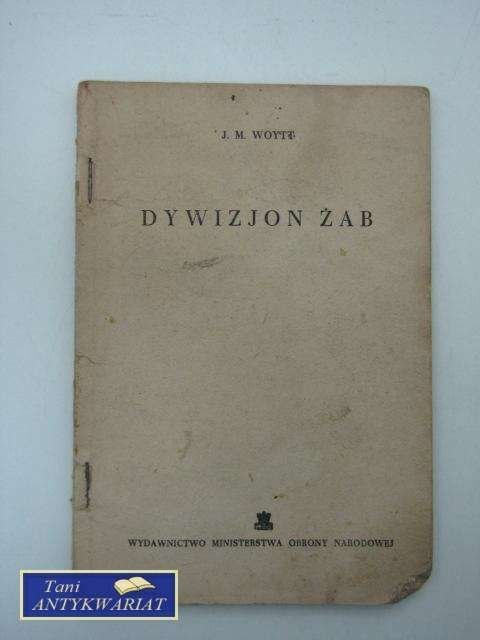 J. M. WOYTT
DYWIZJON ŻAB
WYDAWNICTWO MINISTERSTWA OBRONY NARODOWEJ
Tani
ANTYKWARIAT